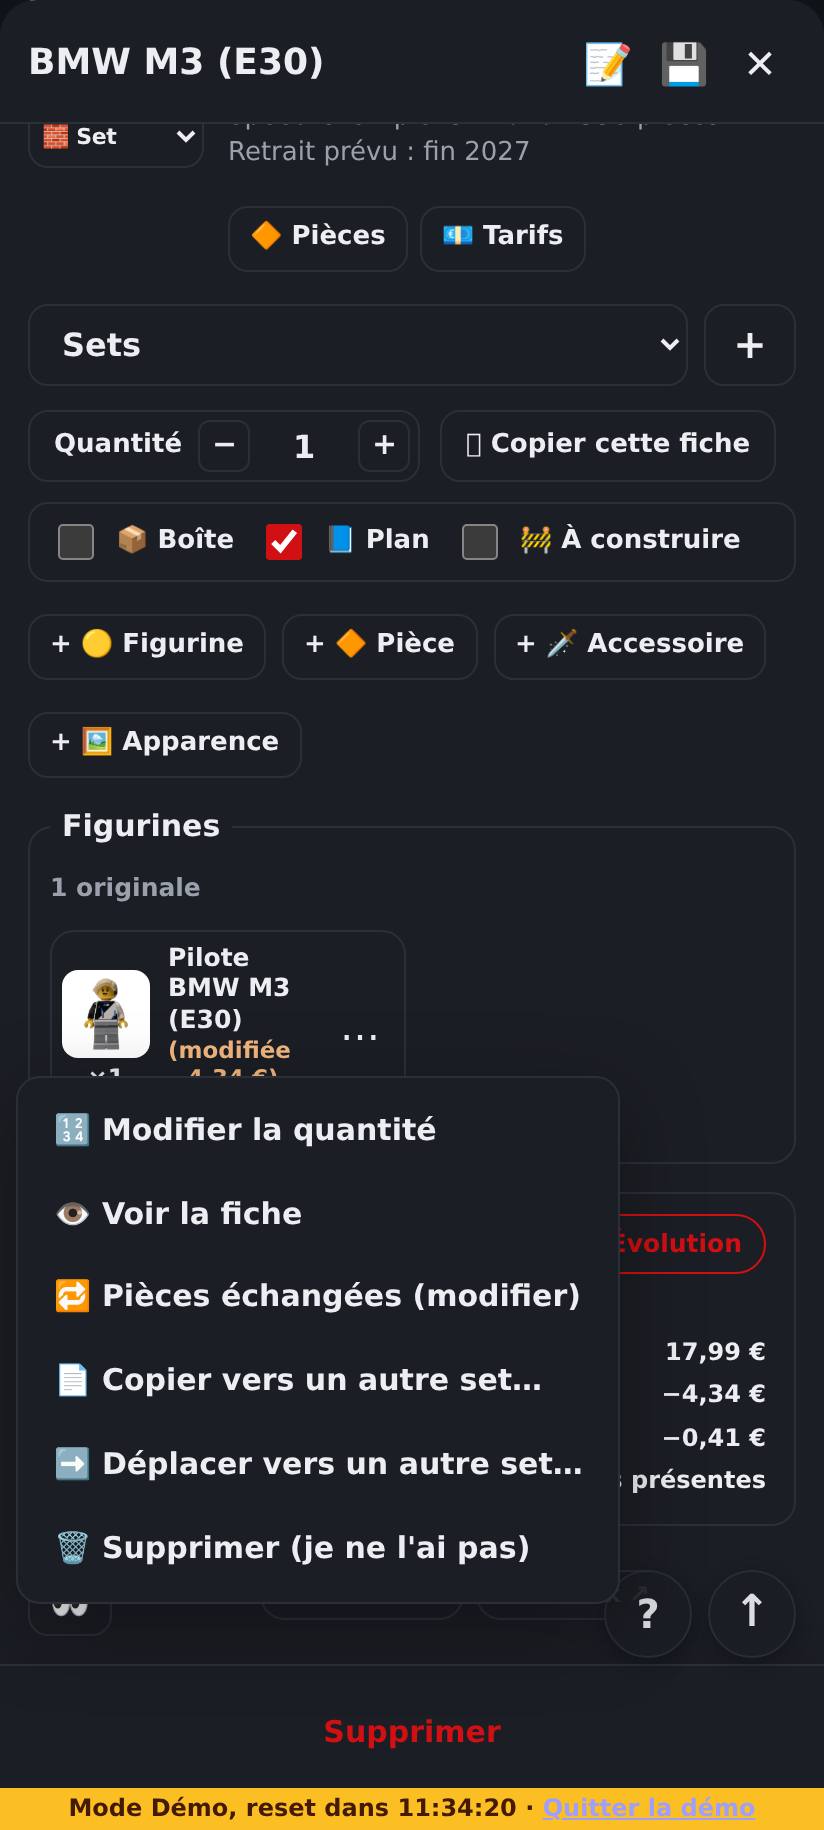 BMW M3 (E30)
Set
Retrait prévu : fin 2027
Pièces
Tarifs
Sets
+
Quantité − 1 +
Copier cette fiche
Boîte
Plan
À construire
+ Figurine
+ Pièce
+ Accessoire
+ Apparence
Figurines
1 originale
Pilote
BMW M3
(E30)
(modifiée
...
Modifier la quantité
Voir la fiche
Évolution
Pièces échangées (modifier)
17,99 €
Copier vers un autre set…
−4,34 €
−0,41 €
Déplacer vers un autre set…
présentes
Supprimer (je ne l'ai pas)
?
↑
Supprimer
Mode Démo, reset dans 11:34:20 · Quitter la démo